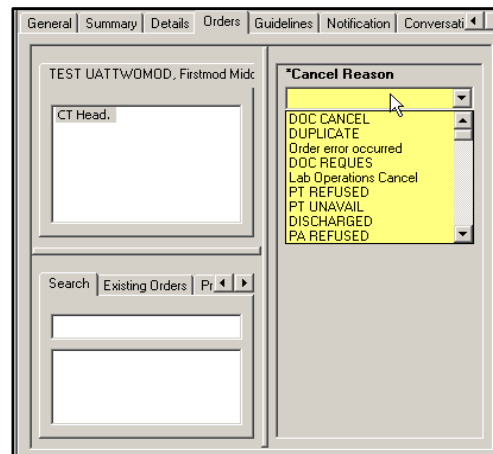 General Summary Details Orders Guidelines Notification Conversati
TEST UATTWOMOD, Firstmod Midc
CT Head.
Search Existing Orders Pr
*Cancel Reason
DOC CANCEL
DUPLICATE
Order error occurred
DOC REQUES
Lab Operations Cancel
PT REFUSED
PT UNAVAIL
DISCHARGED
PA REFUSED